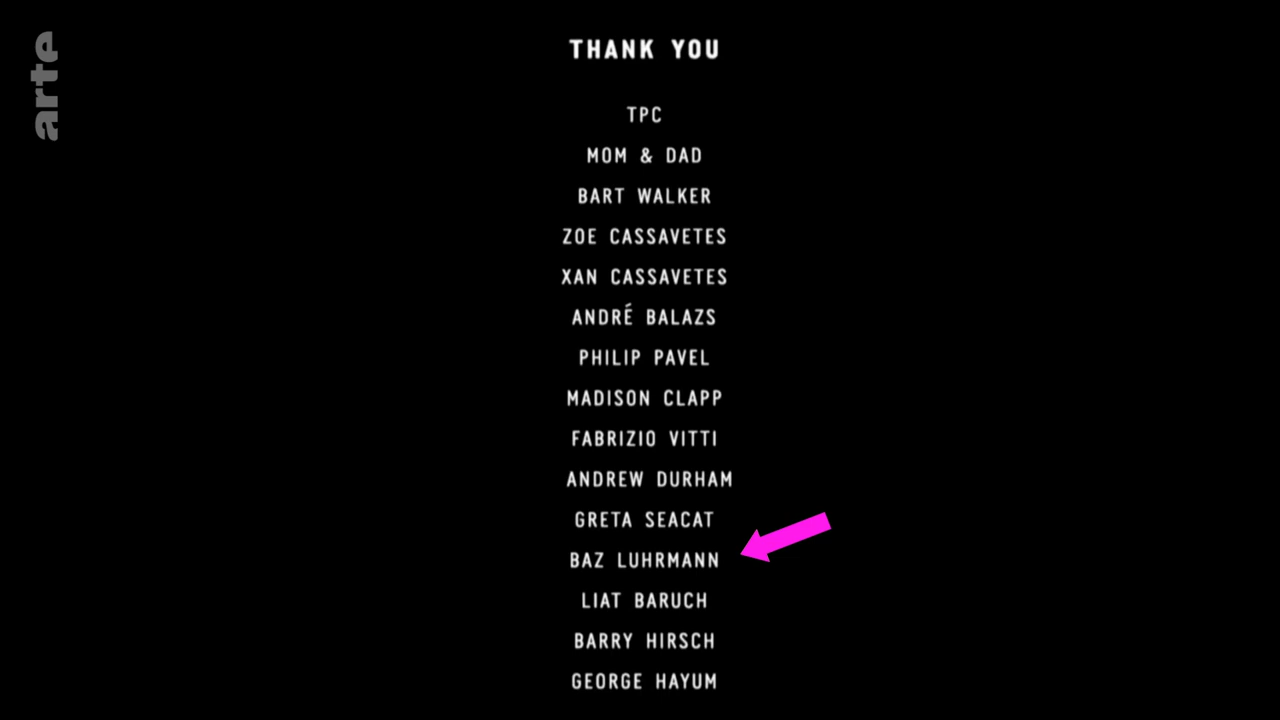 arte
THANK YOU
TPC
MOM & DAD
BART WALKER
ZOE CASSAVETES
XAN CASSAVETES
ANDRÉ BALAZS
PHILIP PAVEL
MADISON CLAPP
FABRIZIO VITTI
ANDREW DURHAM
GRETA SEACAT
BAZ LUHRMANN
LIAT BARUCH
BARRY HIRSCH
GEORGE HAYUM